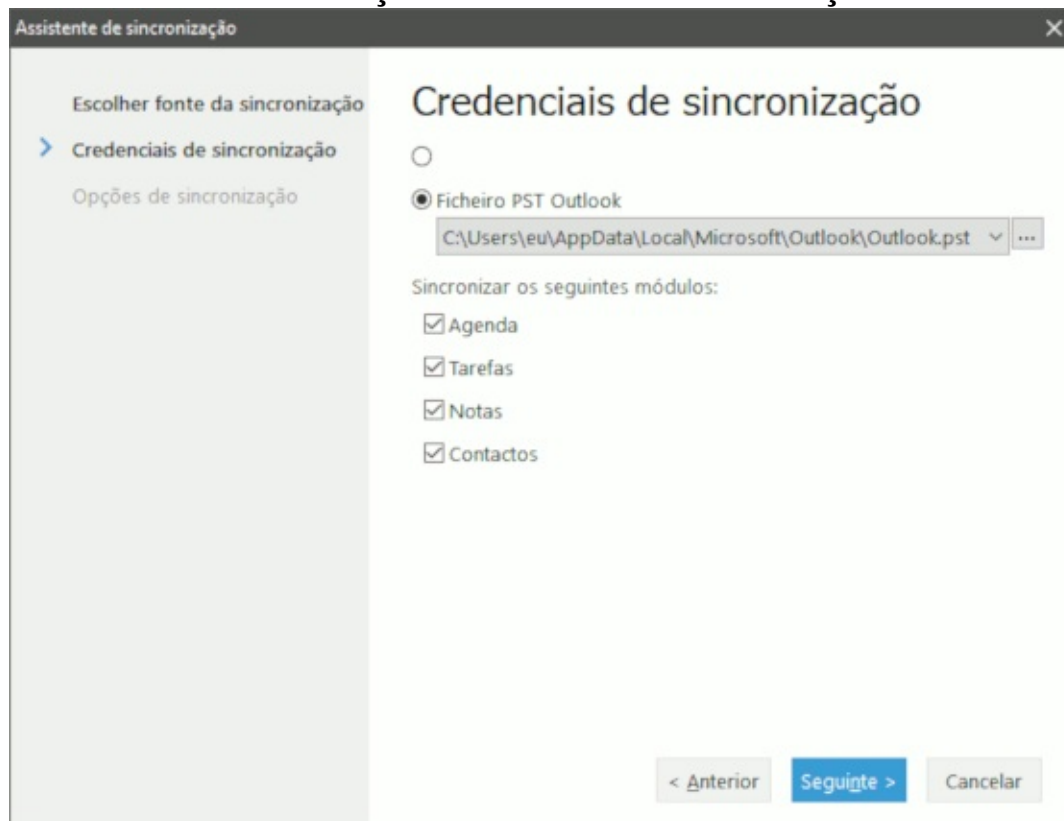 Assistente de sincronização
Escolher fonte da sincronização
Credenciais de sincronização
Opções de sincronização
Credenciais de sincronização
Ficheiro PST Outlook
C:\Users\eu\AppData\Local\Microsoft\Outlook\Outlook.pst
...
Sincronizar os seguintes módulos:
Agenda
Tarefas
Notas
Contactos
< Anterior Seguinte > Cancelar